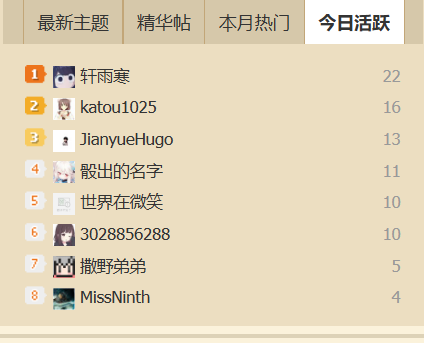 最新主题 精华帖 本月热门 今日活跃
1 轩雨寒 22
2 katou1025 16
3 JianyueHugo 13
4 骰出的名字 11
5 世界在微笑 10
6 3028856288 10
7 撒野弟弟 5
8 MissNinth 4